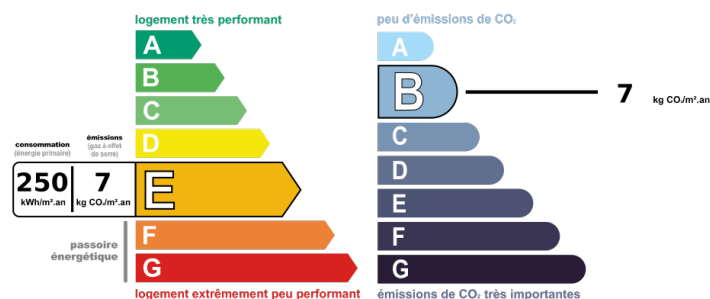 logement très performant
A
B
C
D
consommation
(énergie primaire)
émissions
(gaz à effet
de serre)
250
kWh/m².an
7
kg CO₂/m².an
E
F
G
passoire
énergétique
logement extrêmement peu performant
peu d'émissions de CO₂
A
B
7
kg CO₂/m².an
C
D
E
F
G
émissions de CO₂ très importantes